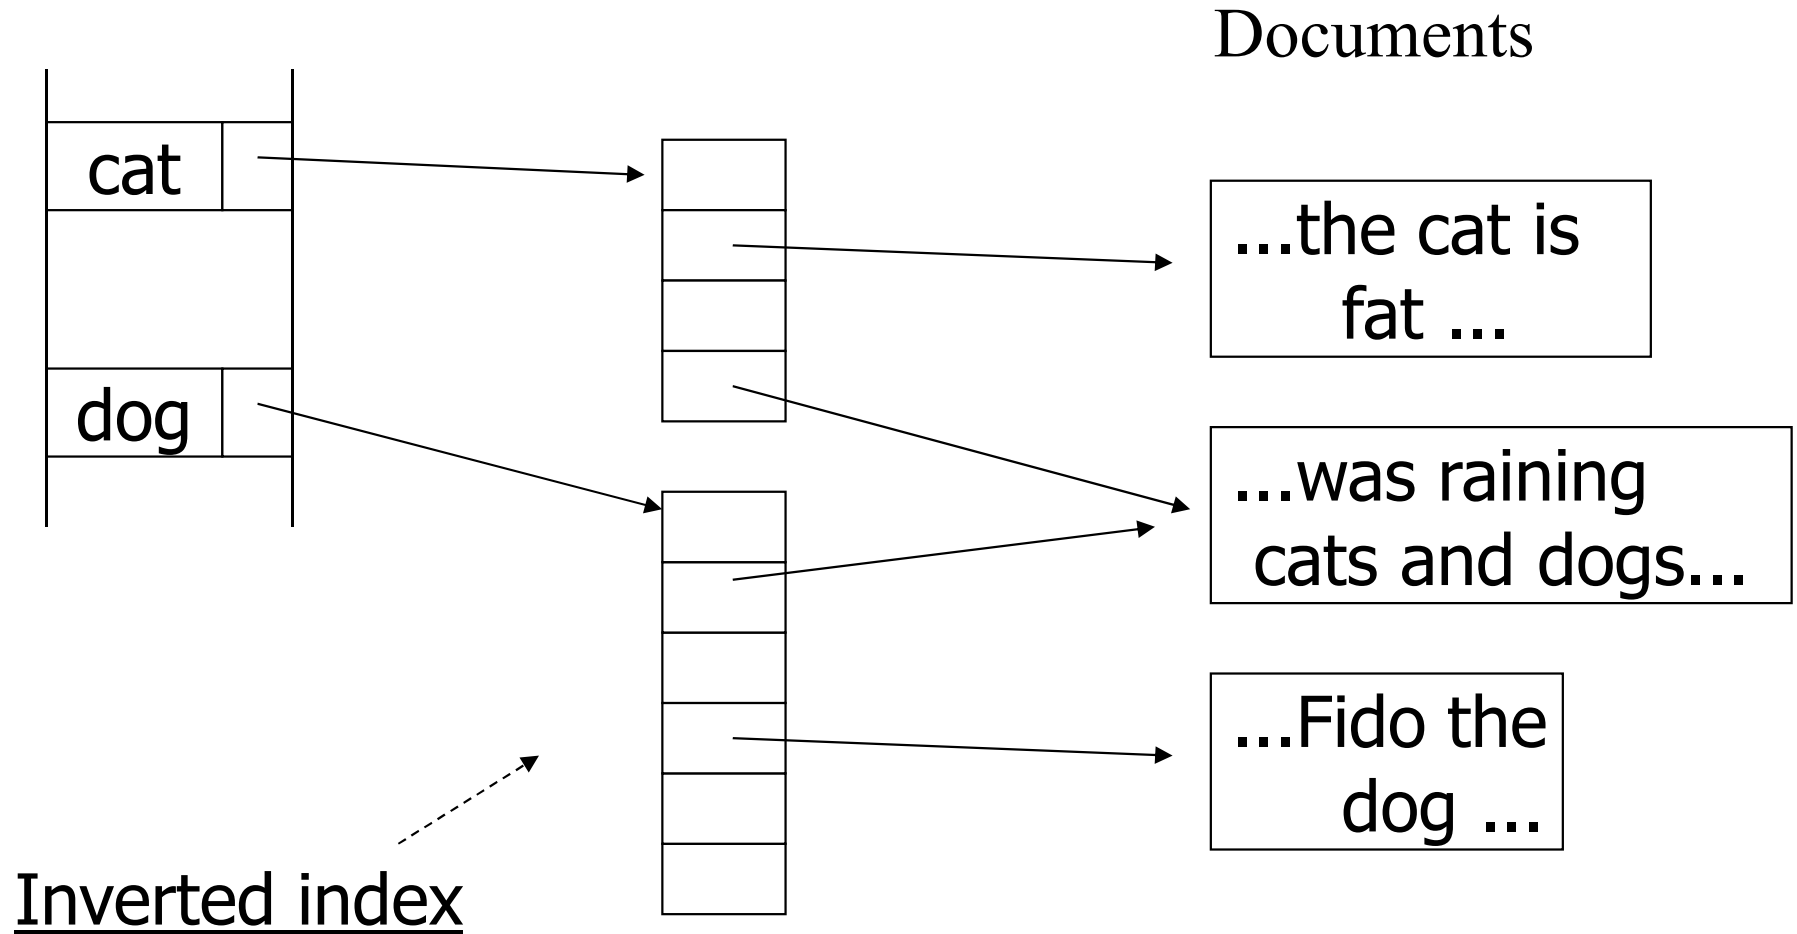 Documents
cat
dog
...the cat is
fat ...
...was raining
cats and dogs...
...Fido the
dog ...
Inverted index